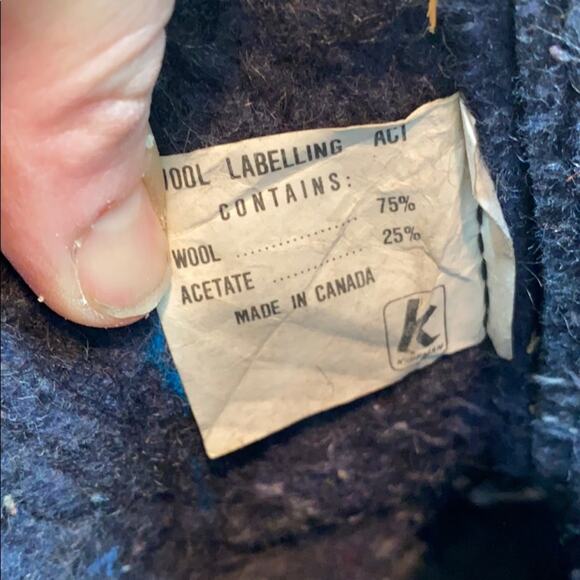 WOOL LABELLING ACT
CONTAINS:
WOOL ........................ 75%
ACETATE .................. 25%
MADE IN CANADA
K